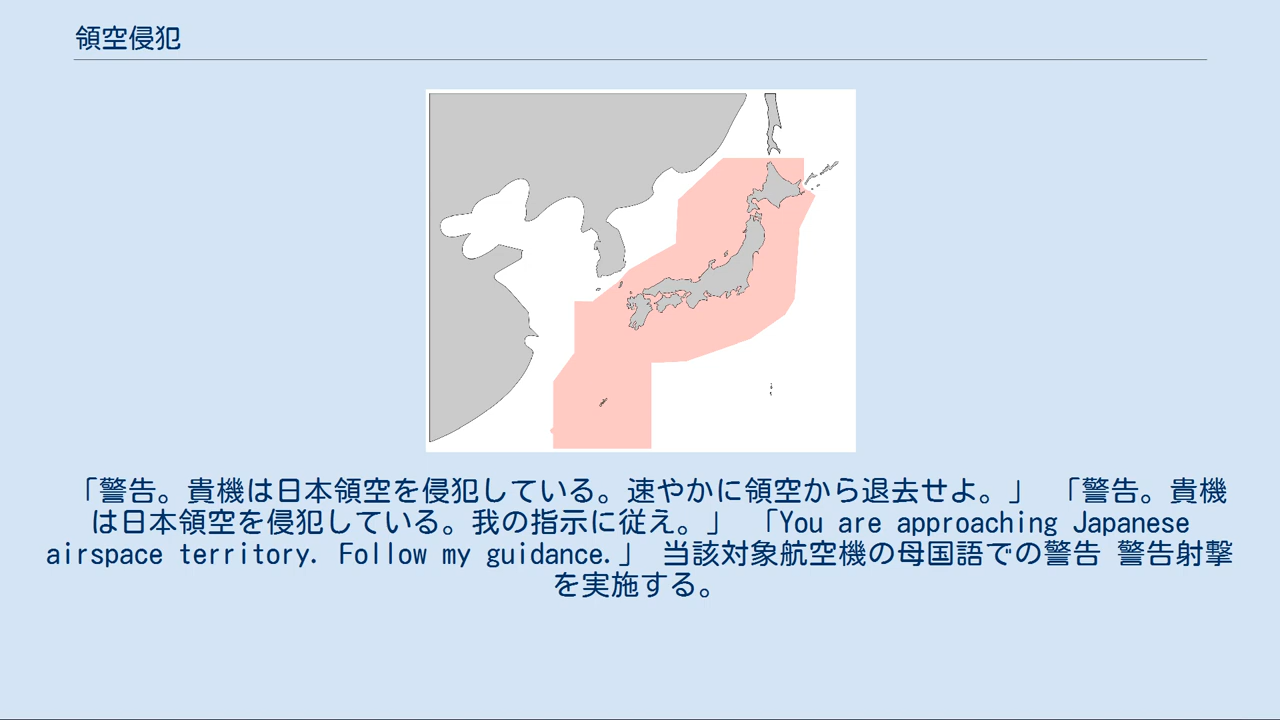 領空侵犯
「警告。貴機は日本領空を侵犯している。速やかに領空から退去せよ。」 「警告。貴機
は日本領空を侵犯している。我の指示に従え。」 「You are approaching Japanese
airspace territory. Follow my guidance.」 当該対象航空機の母国語での警告 警告射撃
を実施する。